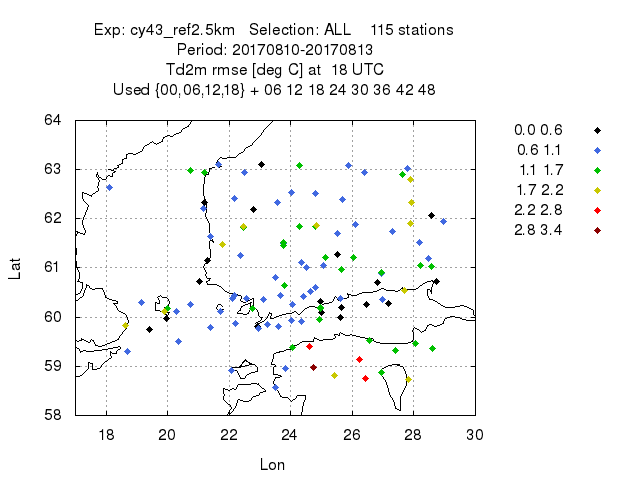 Exp: cy43_ref2.5km Selection: ALL 115 stations
Period: 20170810-20170813
Td2m rmse [deg C] at 18 UTC
Used {00,06,12,18} + 06 12 18 24 30 36 42 48
64
63
62
61
60
59
58
Lat
18 20 22 24 26 28 30
Lon
0.0 0.6
0.6 1.1
1.1 1.7
1.7 2.2
2.2 2.8
2.8 3.4